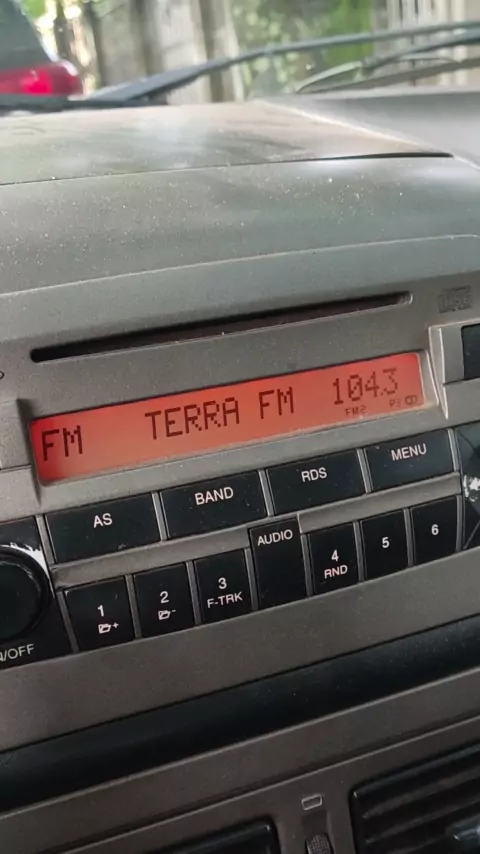 FM TERRA FM 104.3
FM2 P3
AS BAND RDS MENU
AUDIO
1 2 3 F-TRK 4 RND 5 6
/OFF